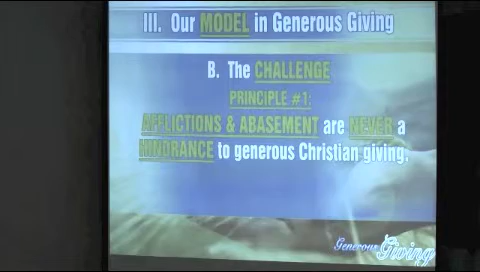 III. Our MODEL in Generous Giving
B. The CHALLENGE
PRINCIPLE #1:
AFFLICTIONS & ABASEMENT are NEVER a
HINDRANCE to generous Christian giving.
Generous Giving